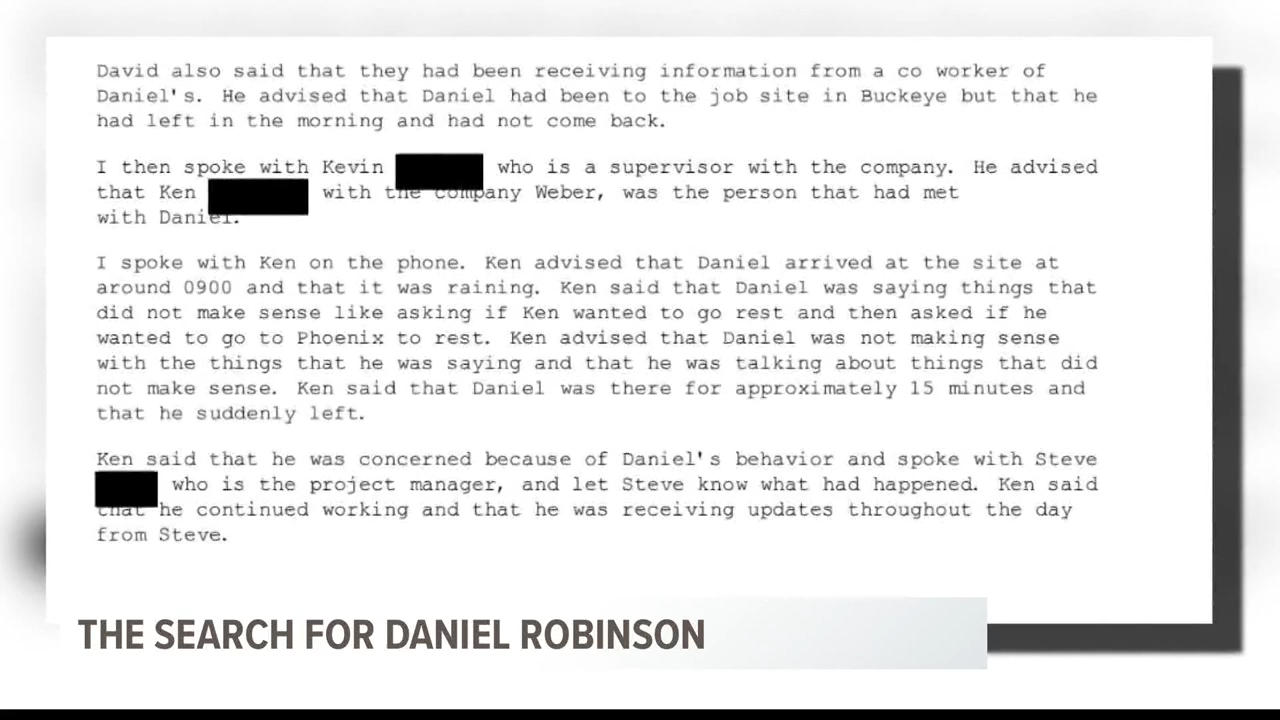 David also said that they had been receiving information from a co worker of
Daniel's. He advised that Daniel had been to the job site in Buckeye but that he
had left in the morning and had not come back.
I then spoke with Kevin who is a supervisor with the company. He advised
that Ken with the company Weber, was the person that had met
with Daniel.
I spoke with Ken on the phone. Ken advised that Daniel arrived at the site at
around 0900 and that it was raining. Ken said that Daniel was saying things that
did not make sense like asking if Ken wanted to go rest and then asked if he
wanted to go to Phoenix to rest. Ken advised that Daniel was not making sense
with the things that he was saying and that he was talking about things that did
not make sense. Ken said that Daniel was there for approximately 15 minutes and
that he suddenly left.
Ken said that he was concerned because of Daniel's behavior and spoke with Steve
who is the project manager, and let Steve know what had happened. Ken said
that he continued working and that he was receiving updates throughout the day
from Steve.
THE SEARCH FOR DANIEL ROBINSON